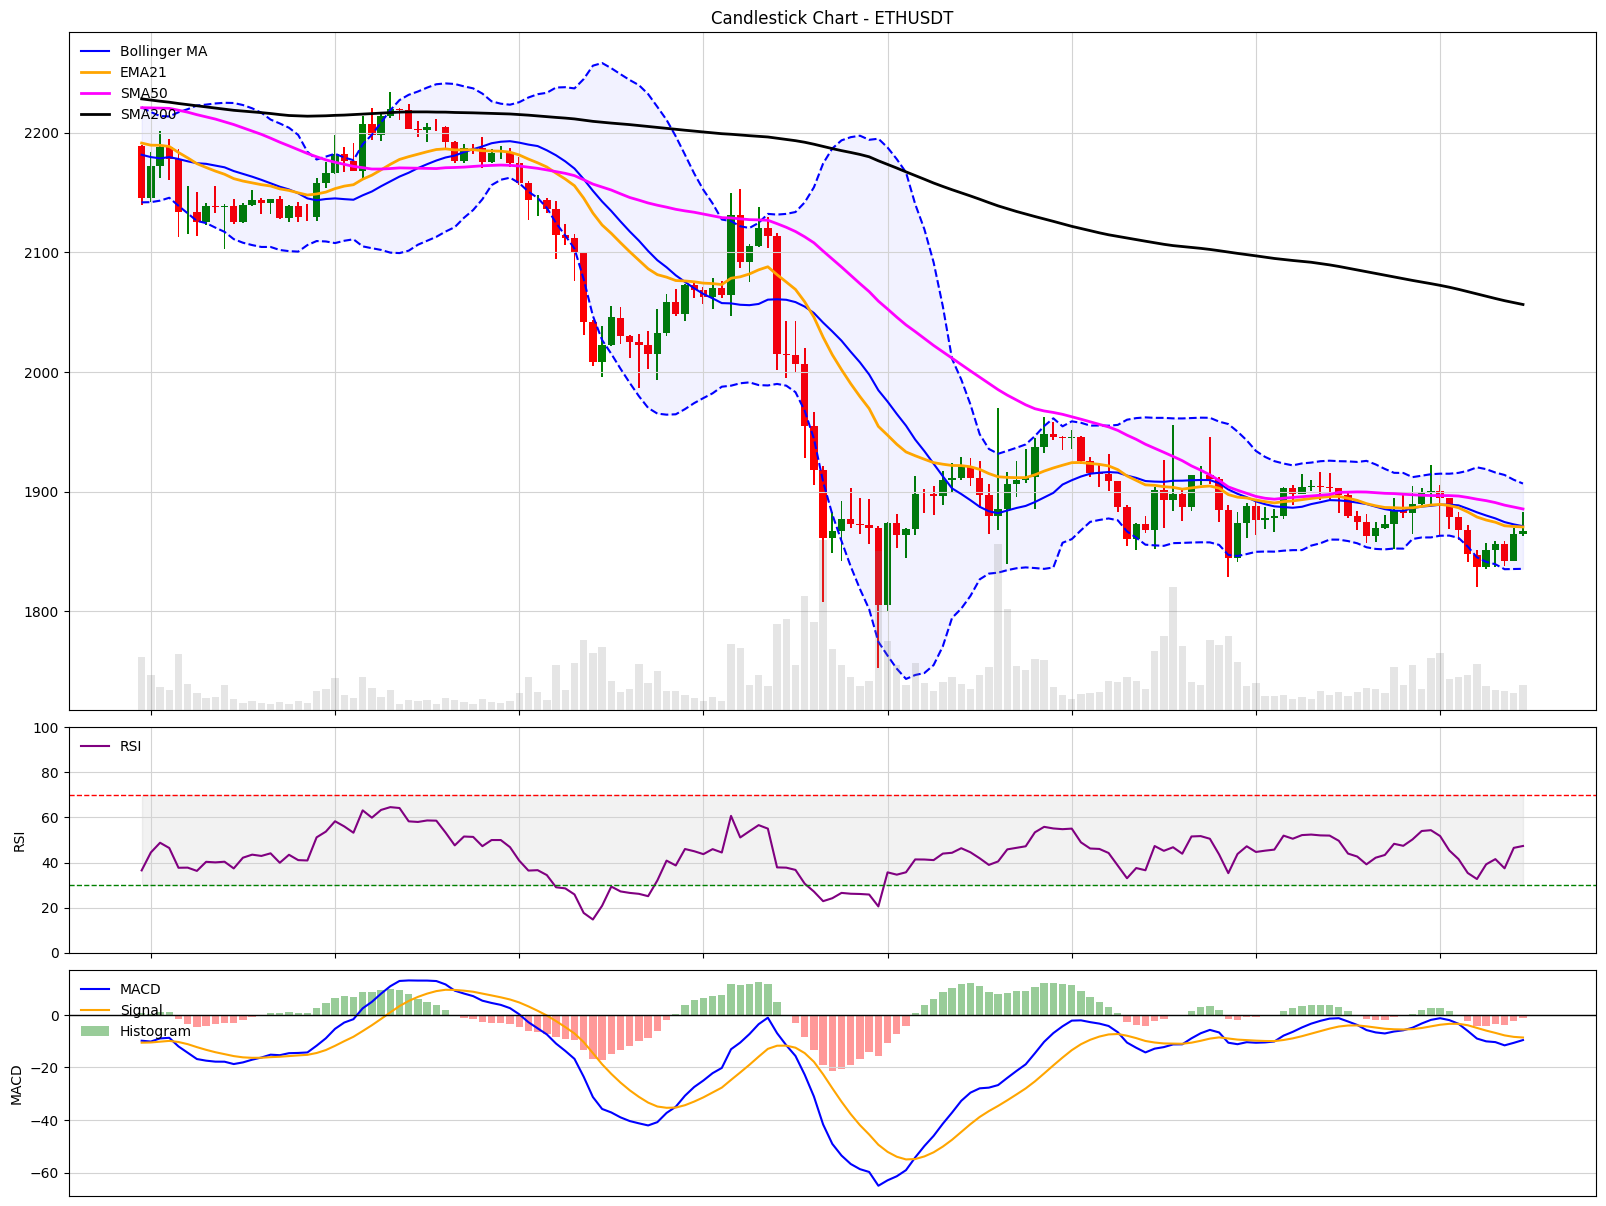 Candlestick Chart - ETHUSDT
Bollinger MA
EMA21
SMA50
SMA200
2200
2100
2000
1900
1800
RSI
100
80
60
40
20
0
RSI
MACD
Signal
Histogram
0
−20
−40
−60
MACD